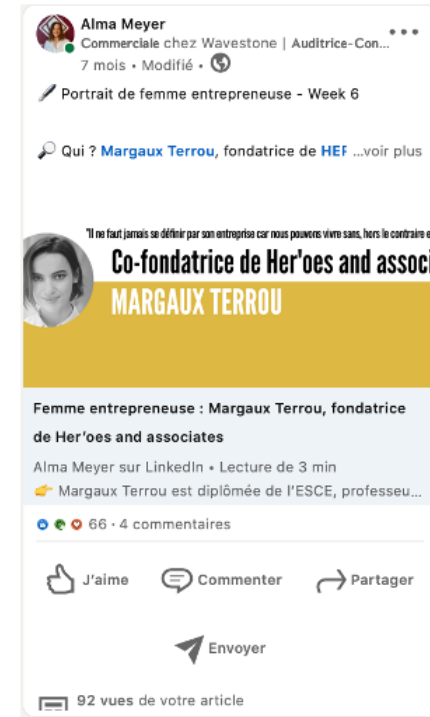 Alma Meyer
Commerciale chez Wavestone | Auditrice-Con...
7 mois • Modifié •
Portrait de femme entrepreneuse - Week 6
Qui ? Margaux Terrou, fondatrice de HER ...voir plus
"Il ne faut jamais se définir par son entreprise car nous pouvons vivre sans, hors le contraire e
Co-fondatrice de Her'oes and associ
MARGAUX TERROU
Femme entrepreneuse : Margaux Terrou, fondatrice
de Her'oes and associates
Alma Meyer sur LinkedIn • Lecture de 3 min
Margaux Terrou est diplômée de l'ESCE, professeu...
66 · 4 commentaires
J'aime
Commenter
Partager
Envoyer
92 vues de votre article